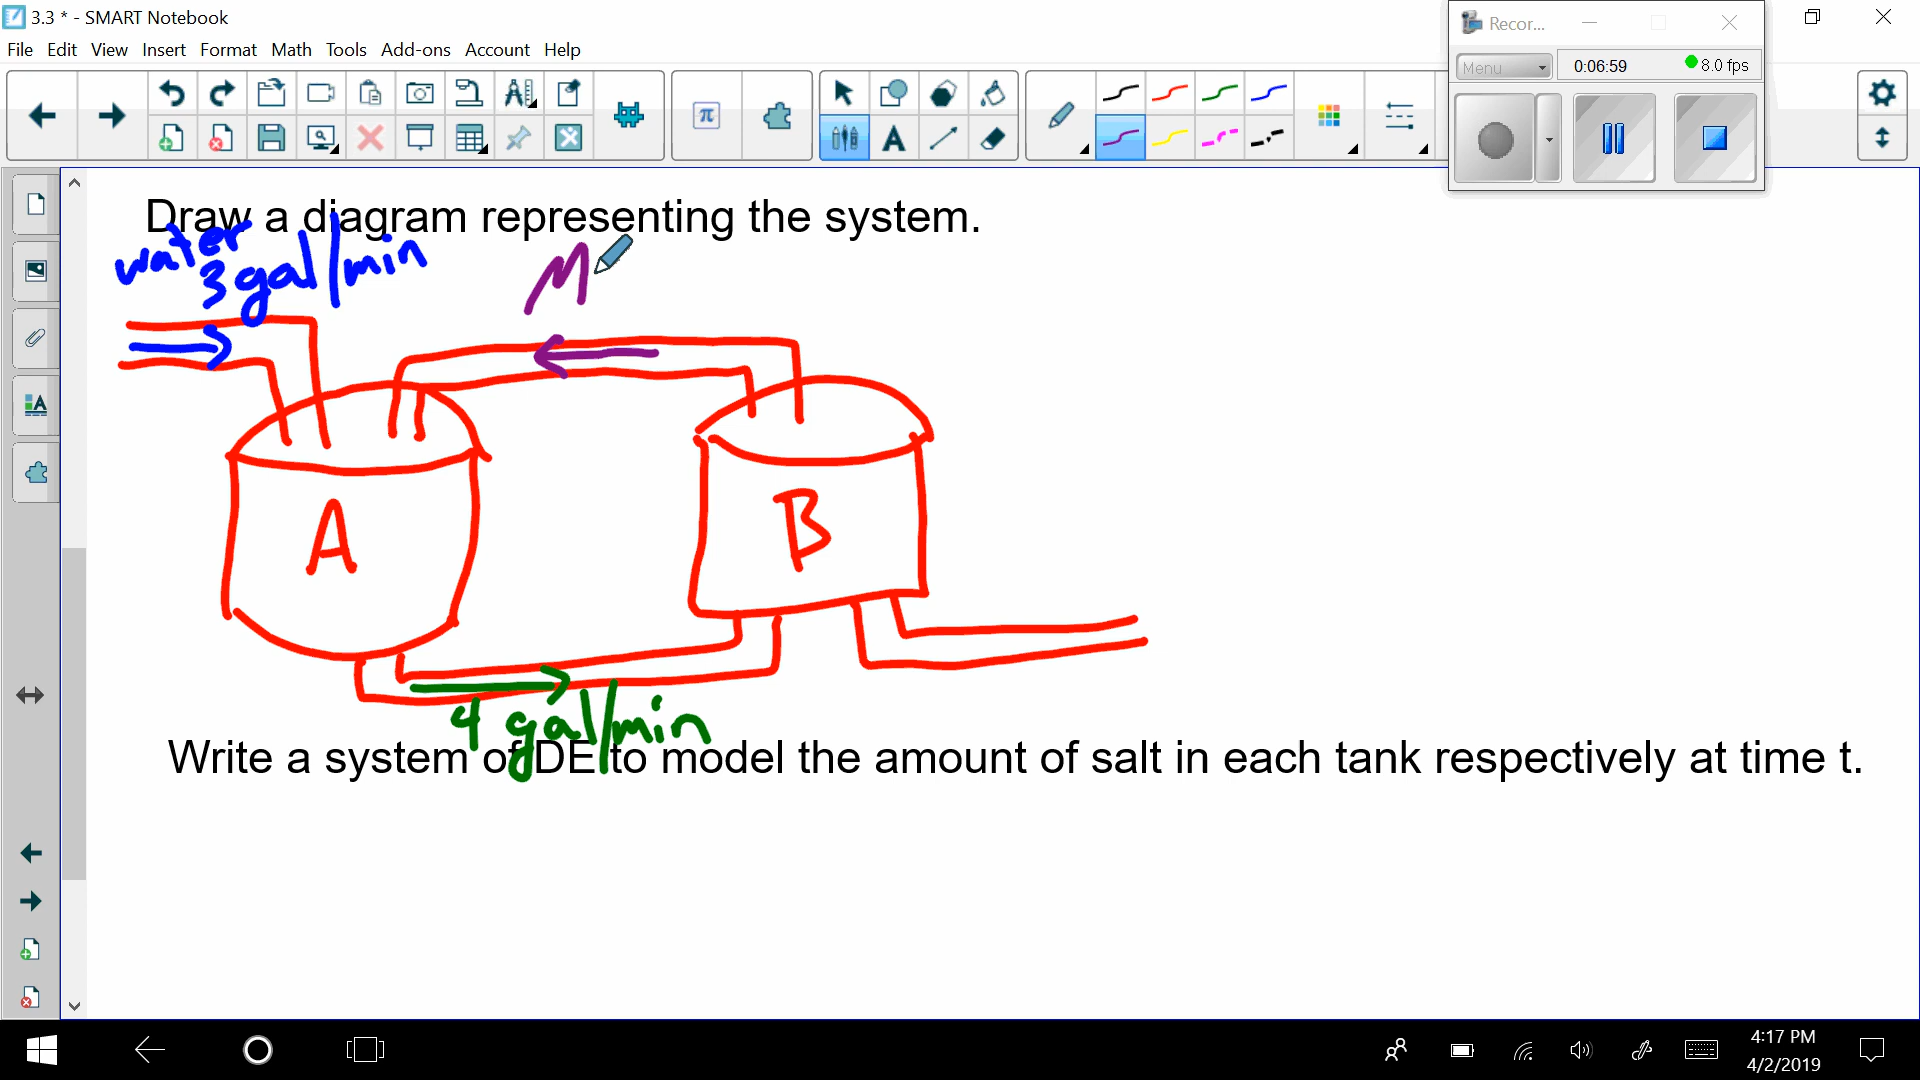 3.3 * - SMART Notebook
File Edit View Insert Format Math Tools Add-ons Account Help
Recor...
Menu 0:06:59 8.0 fps
π
A
A
Draw a diagram representing the system.
water
3 gal/min
M
A
B
4 gal/min
Write a system of DE to model the amount of salt in each tank respectively at time t.
4:17 PM
4/2/2019